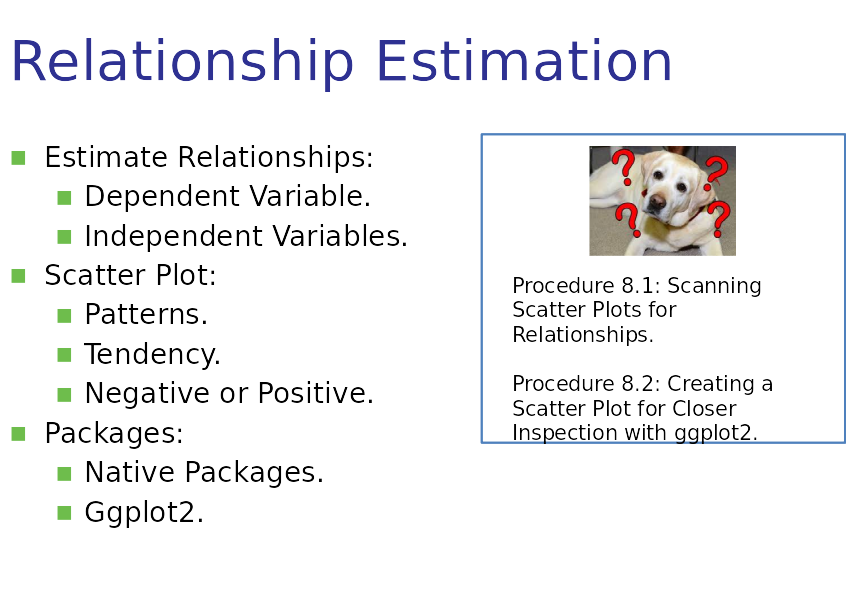 Relationship Estimation
Estimate Relationships:
Dependent Variable.
Independent Variables.
Scatter Plot:
Patterns.
Tendency.
Negative or Positive.
Packages:
Native Packages.
Ggplot2.
? ? ? ?
Procedure 8.1: Scanning
Scatter Plots for
Relationships.
Procedure 8.2: Creating a
Scatter Plot for Closer
Inspection with ggplot2.